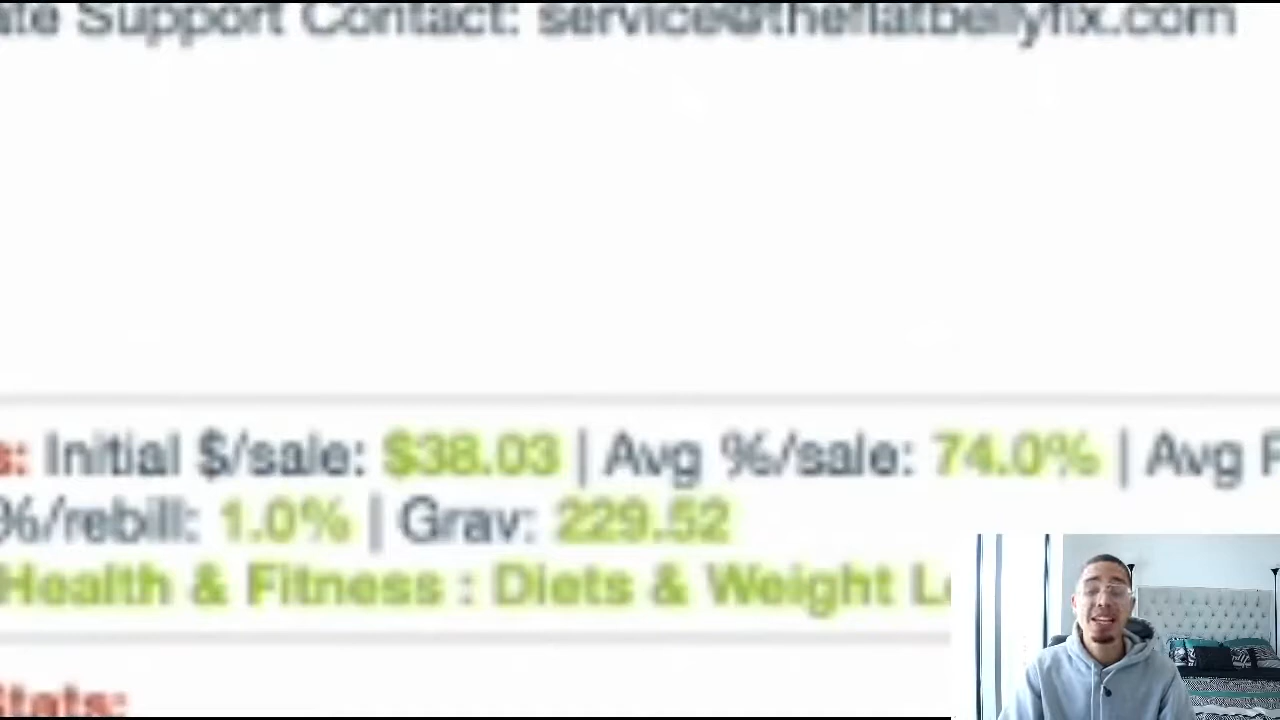 ate Support Contact: service@theflatbellyfix.com
s: Initial $/sale: $38.03 | Avg %/sale: 74.0% | Avg
%/rebill: 1.0% | Grav: 229.52
Health & Fitness : Diets & Weight
Stats: